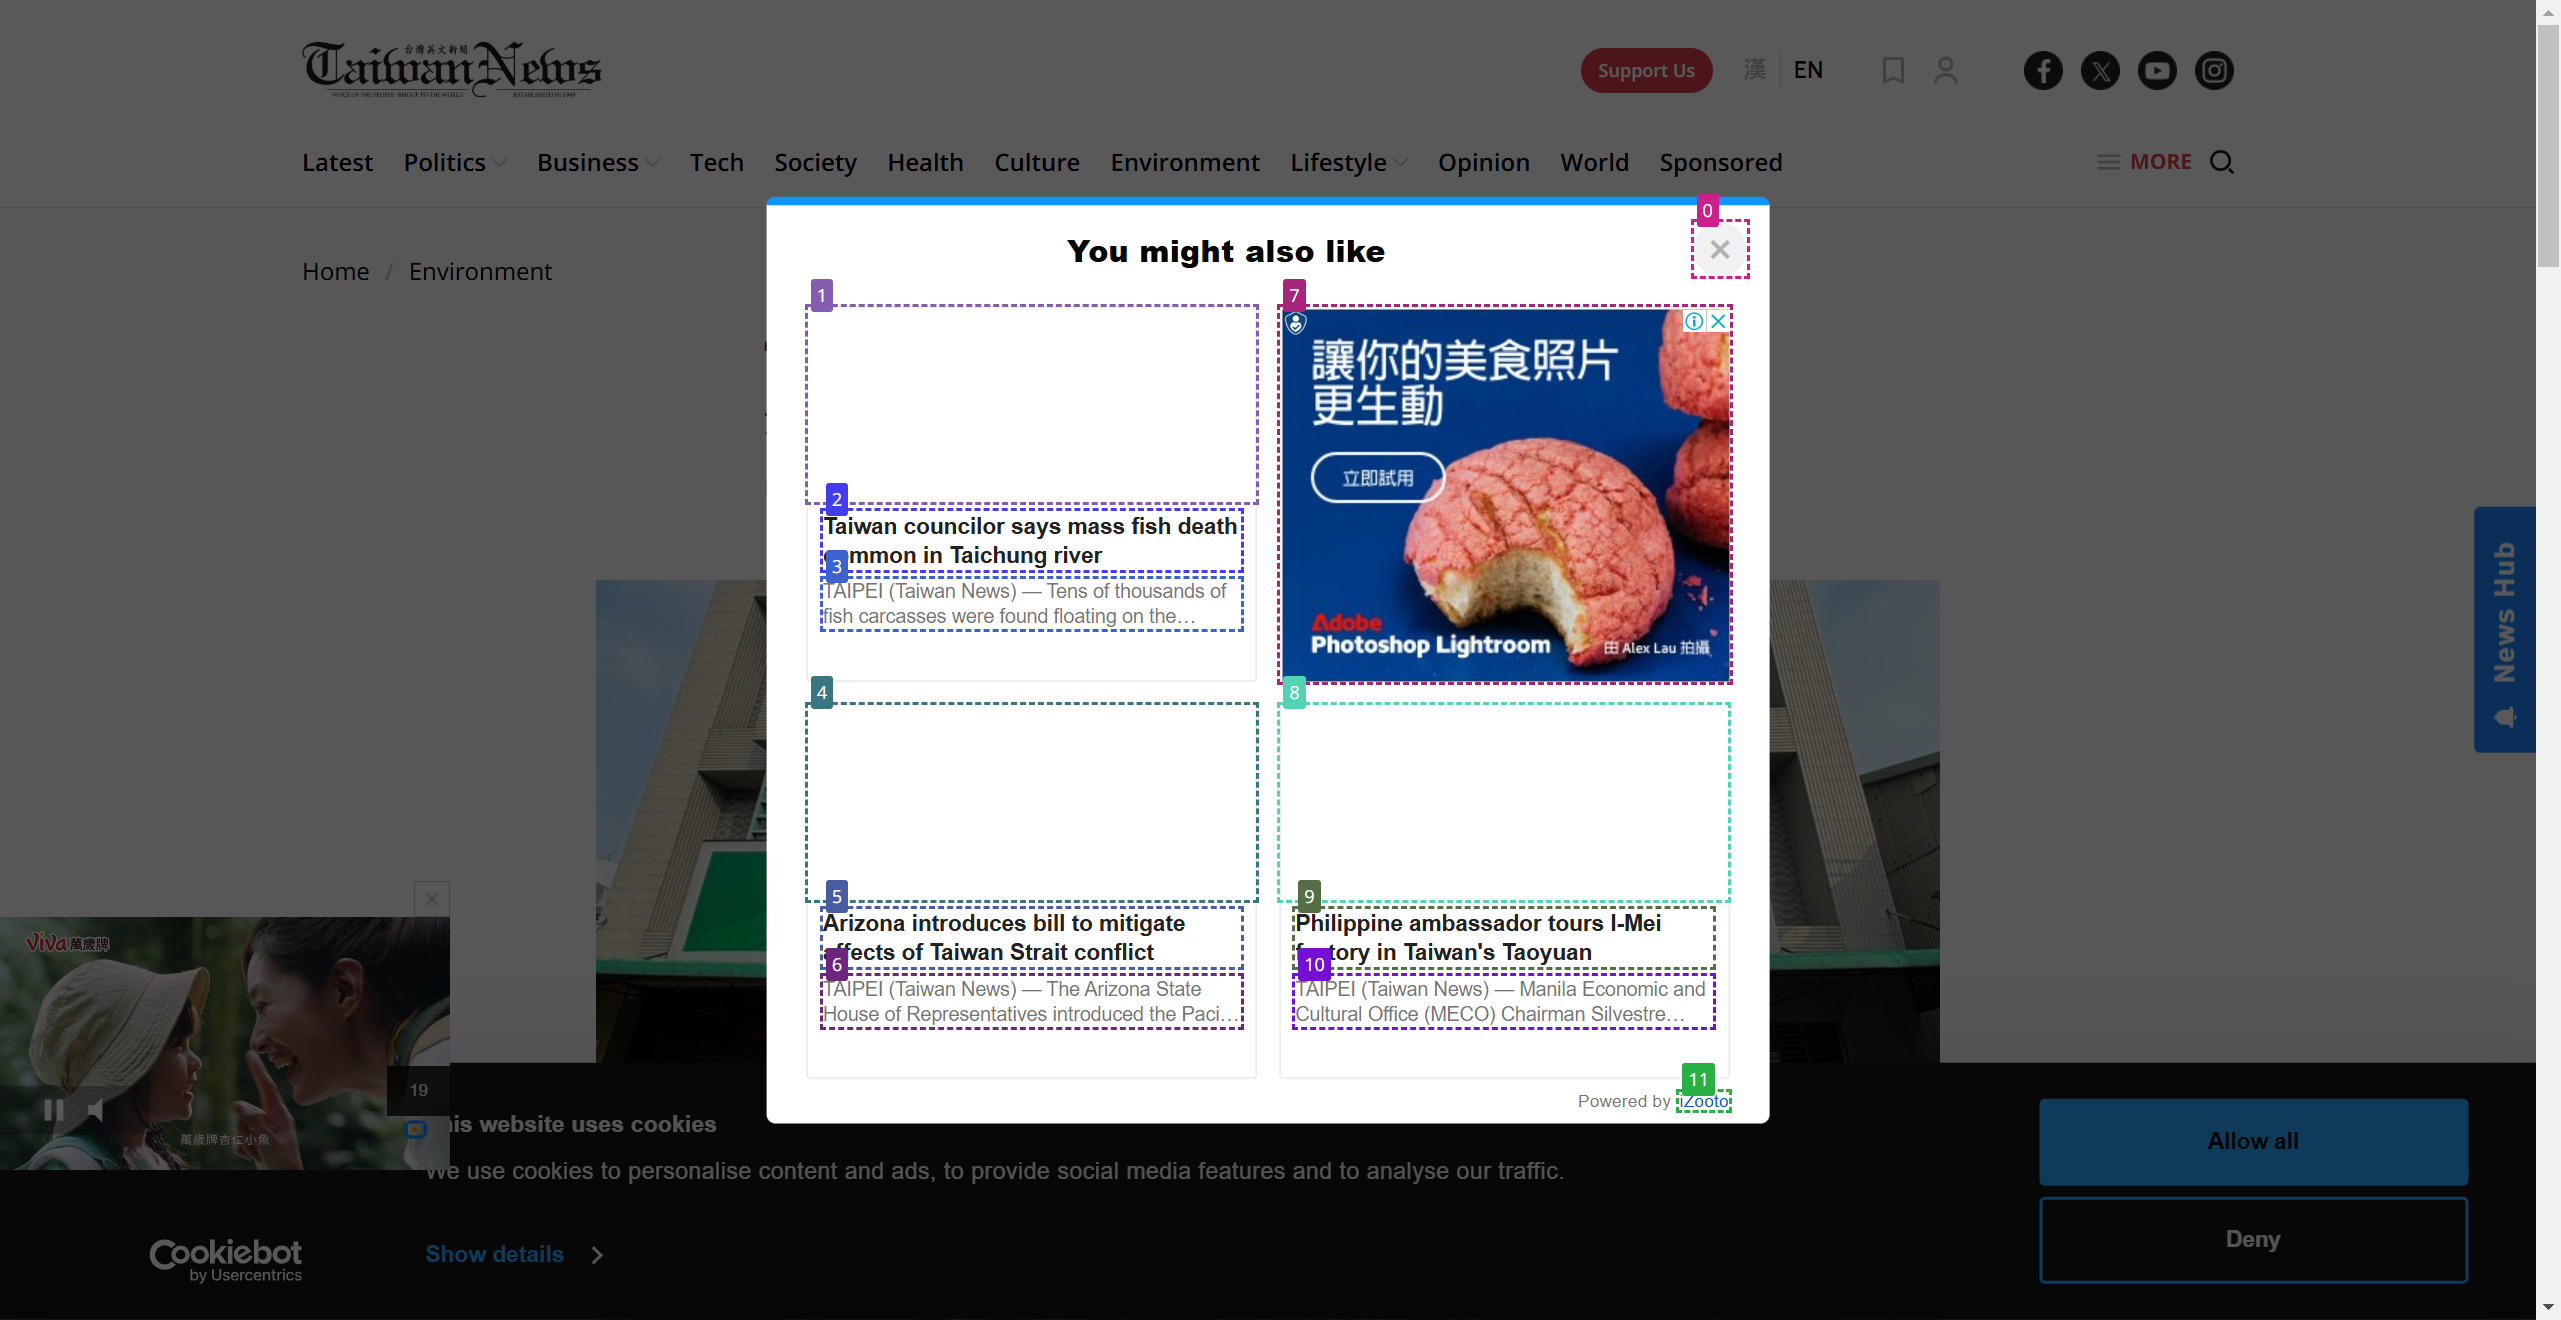 台灣英文新聞
Taiwan News
VOICE OF THE PEOPLE BRIDGE TO THE WORLD ESTABLISHED IN 1949
Support Us
漢 EN
Latest Politics Business Tech Society Health Culture Environment Lifestyle Opinion World Sponsored
MORE
Home / Environment
You might also like
0
1
2
Taiwan councilor says mass fish death
common in Taichung river
3
TAIPEI (Taiwan News) — Tens of thousands of
fish carcasses were found floating on the…
7
讓你的美食照片
更生動
立即試用
Adobe
Photoshop Lightroom
由 Alex Lau 拍攝
4
5
Arizona introduces bill to mitigate
effects of Taiwan Strait conflict
6
TAIPEI (Taiwan News) — The Arizona State
House of Representatives introduced the Paci…
8
9
Philippine ambassador tours I-Mei
factory in Taiwan's Taoyuan
10
TAIPEI (Taiwan News) — Manila Economic and
Cultural Office (MECO) Chairman Silvestre…
11
Powered by iZooto
News Hub
ViVa 萬歲牌
19
萬歲牌杏仁小魚
his website uses cookies
We use cookies to personalise content and ads, to provide social media features and to analyse our traffic.
Cookiebot
by Usercentrics
Show details
Allow all
Deny